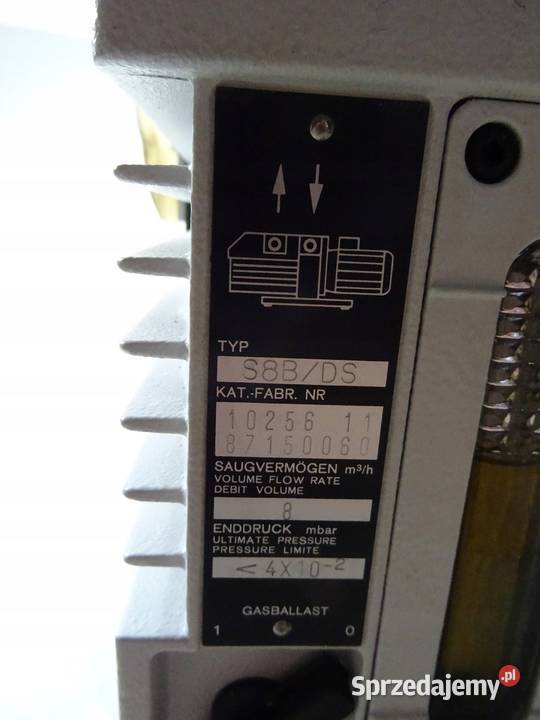 TYP
S8B/DS
KAT.-FABR. NR
10256 11
87150060
SAUGVERMÖGEN m³/h
VOLUME FLOW RATE
DEBIT VOLUME
8
ENDDRUCK mbar
ULTIMATE PRESSURE
PRESSURE LIMITE
< 4X10⁻²
GASBALLAST
1 0
Sprzedajemy.pl